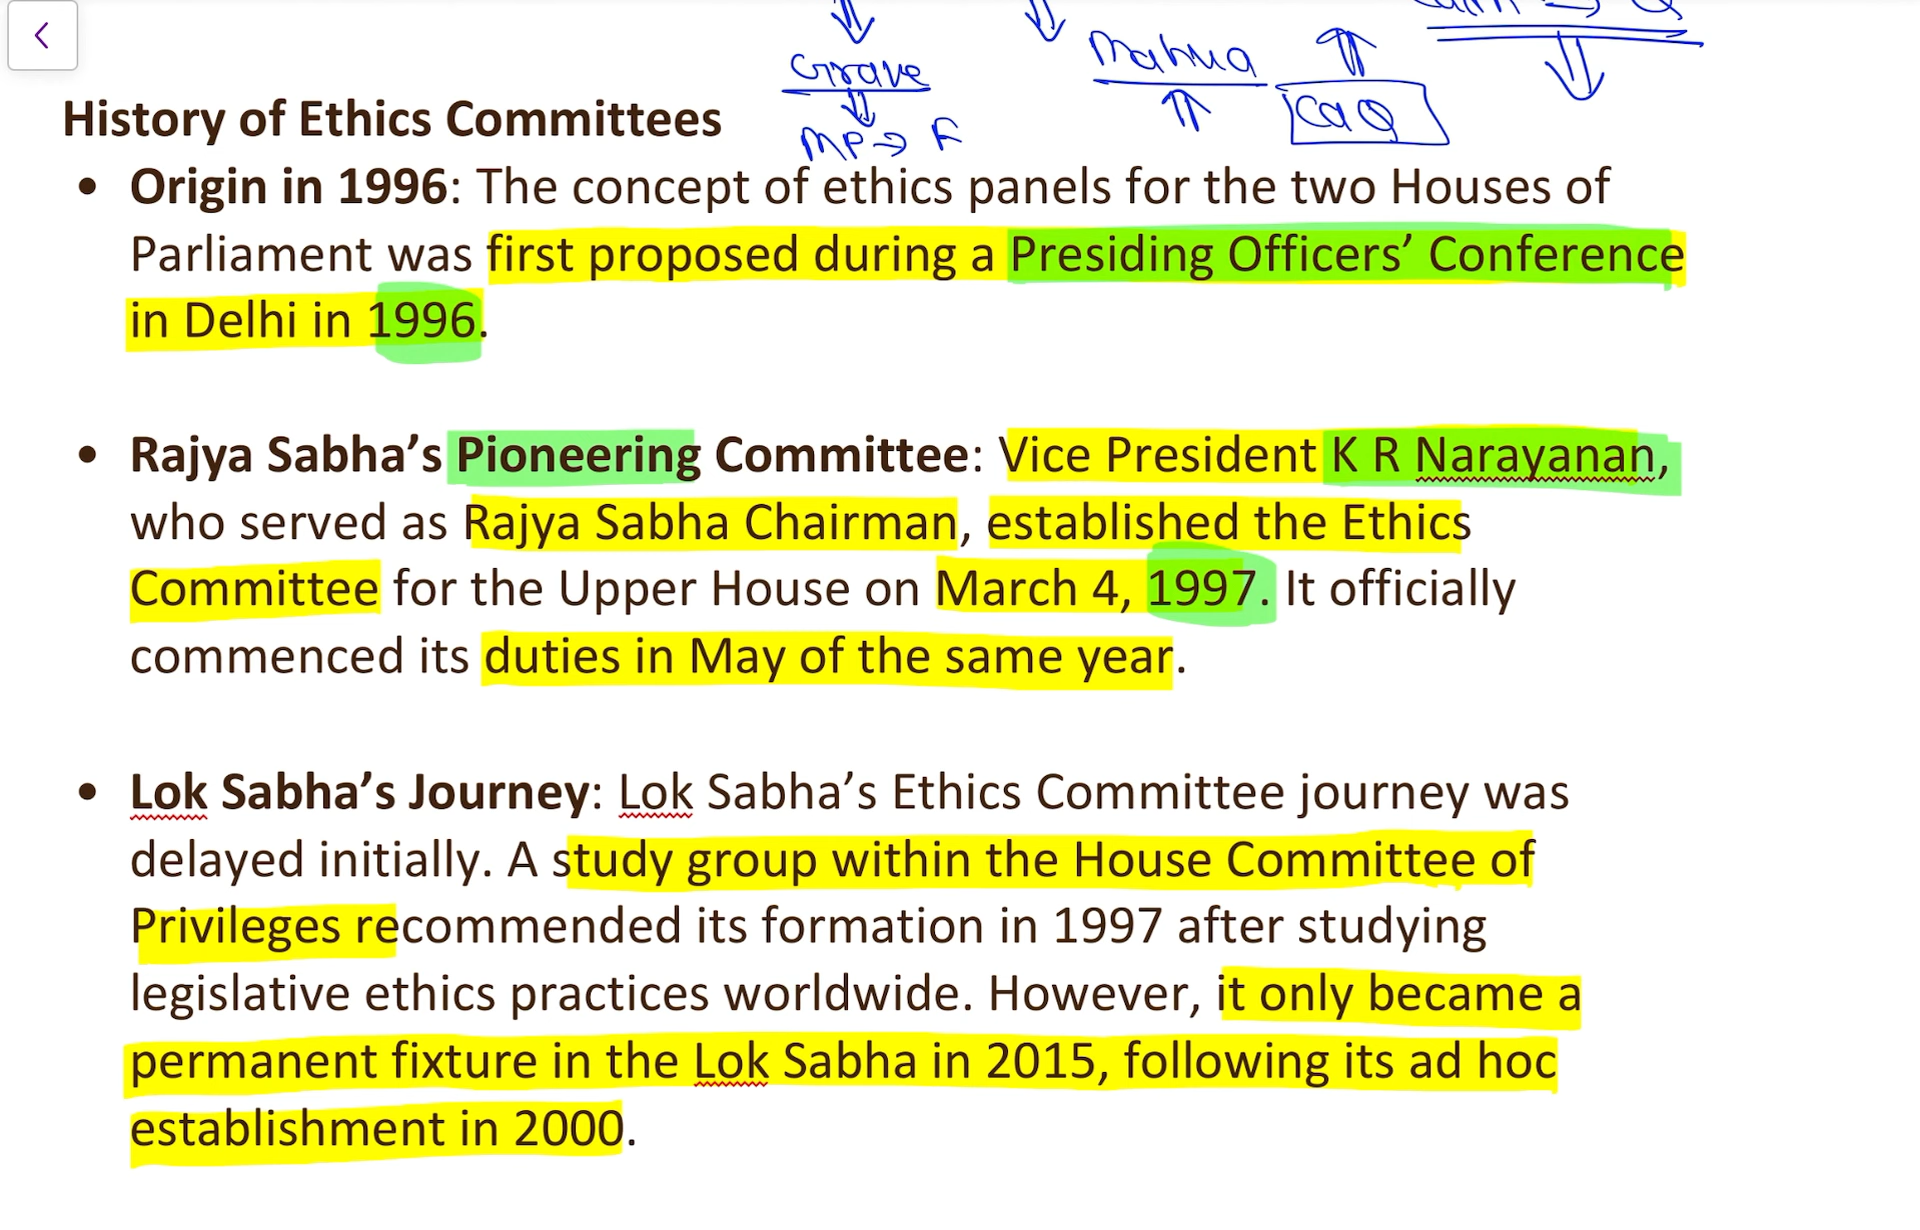 Grave
Mahua
CaQ
MP → F
History of Ethics Committees
• Origin in 1996: The concept of ethics panels for the two Houses of
Parliament was first proposed during a Presiding Officers’ Conference
in Delhi in 1996.
• Rajya Sabha’s Pioneering Committee: Vice President K R Narayanan,
who served as Rajya Sabha Chairman, established the Ethics
Committee for the Upper House on March 4, 1997. It officially
commenced its duties in May of the same year.
• Lok Sabha’s Journey: Lok Sabha’s Ethics Committee journey was
delayed initially. A study group within the House Committee of
Privileges recommended its formation in 1997 after studying
legislative ethics practices worldwide. However, it only became a
permanent fixture in the Lok Sabha in 2015, following its ad hoc
establishment in 2000.